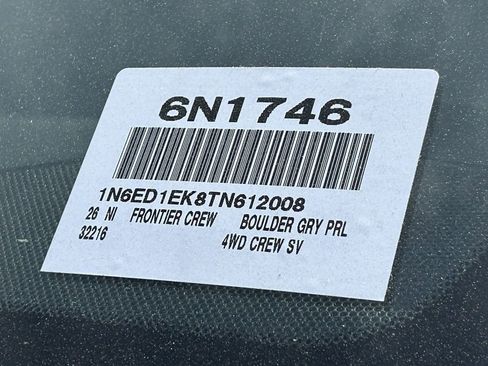 6N1746
1N6ED1EK8TN612008
26 NI FRONTIER CREW BOULDER GRY PRL
32216 4WD CREW SV